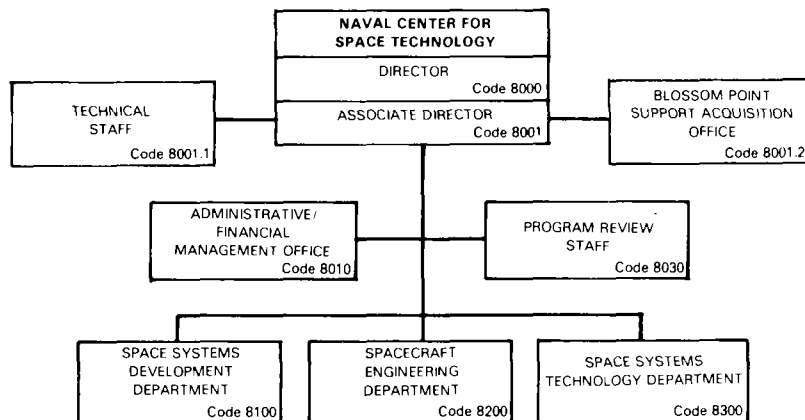 NAVAL CENTER FOR
SPACE TECHNOLOGY
DIRECTOR
Code 8000
ASSOCIATE DIRECTOR
Code 8001
TECHNICAL
STAFF
Code 8001.1
BLOSSOM POINT
SUPPORT ACQUISITION
OFFICE
Code 8001.2
ADMINISTRATIVE/
FINANCIAL
MANAGEMENT OFFICE
Code 8010
PROGRAM REVIEW
STAFF
Code 8030
SPACE SYSTEMS
DEVELOPMENT
DEPARTMENT
Code 8100
SPACECRAFT
ENGINEERING
DEPARTMENT
Code 8200
SPACE SYSTEMS
TECHNOLOGY DEPARTMENT
Code 8300